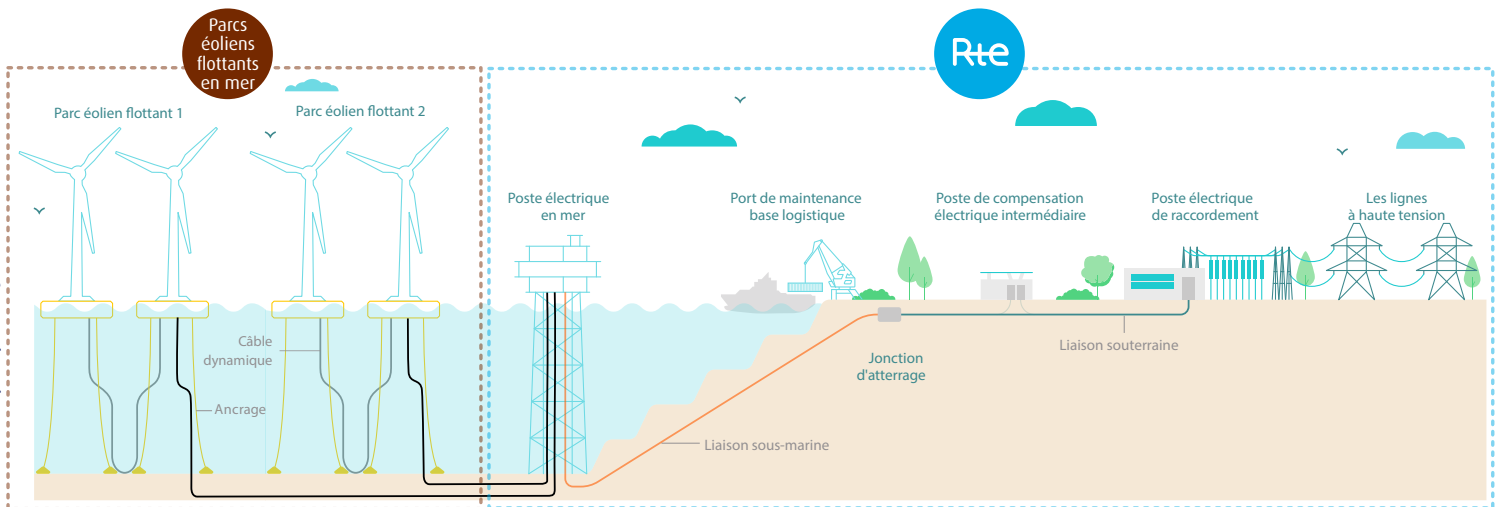 Parcs
éoliens
flottants
en mer
Rte
Parc éolien flottant 1
Parc éolien flottant 2
Poste électrique
en mer
Port de maintenance
base logistique
Poste de compensation
électrique intermédiaire
Poste électrique
de raccordement
Les lignes
à haute tension
Câble
dynamique
Ancrage
Jonction
d'atterrage
Liaison souterraine
Liaison sous-marine